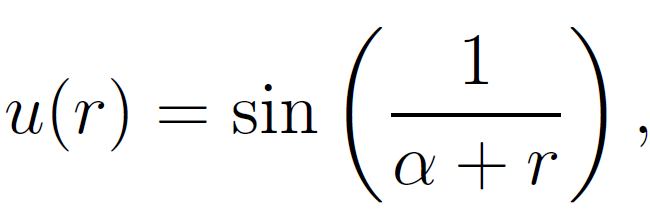 u(r) = sin ( 1 / (α + r) ) ,